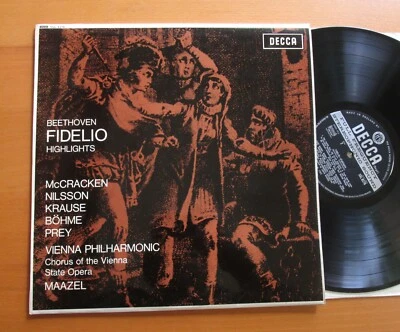 DECCA
BEETHOVEN
FIDELIO
HIGHLIGHTS
McCRACKEN
NILSSON
KRAUSE
BÖHME
PREY
VIENNA PHILHARMONIC
Chorus of the Vienna
State Opera
MAAZEL
DECCA